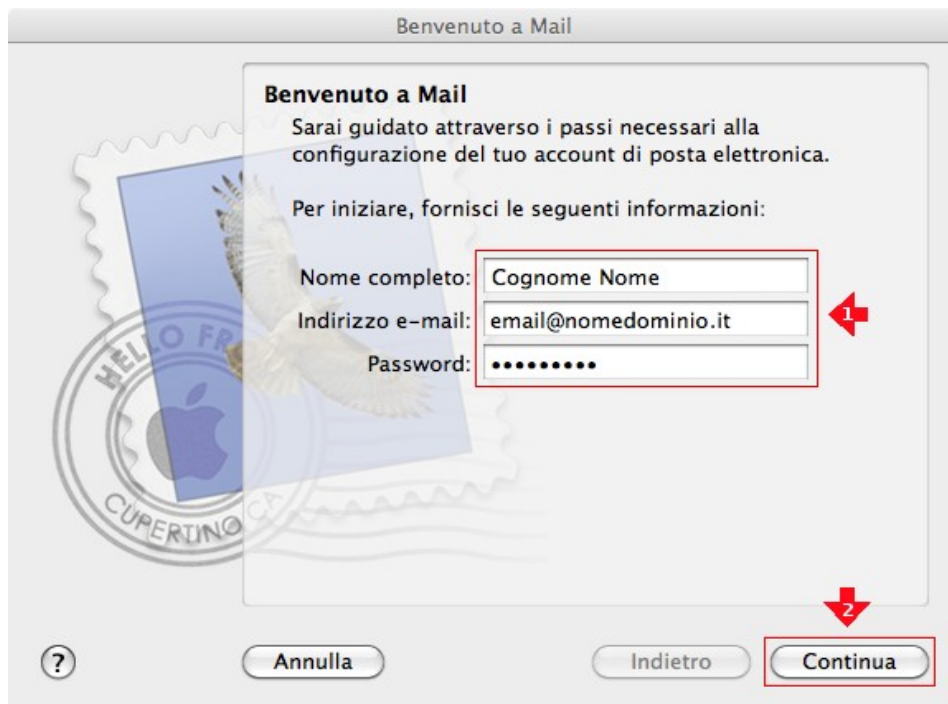 Benvenuto a Mail
Benvenuto a Mail
Sarai guidato attraverso i passi necessari alla
configurazione del tuo account di posta elettronica.
Per iniziare, fornisci le seguenti informazioni:
Nome completo: Cognome Nome
Indirizzo e-mail: email@nomedominio.it
1
Password: •••••••••
HELLO FR
CUPERTINO CA
2
? Annulla Indietro Continua